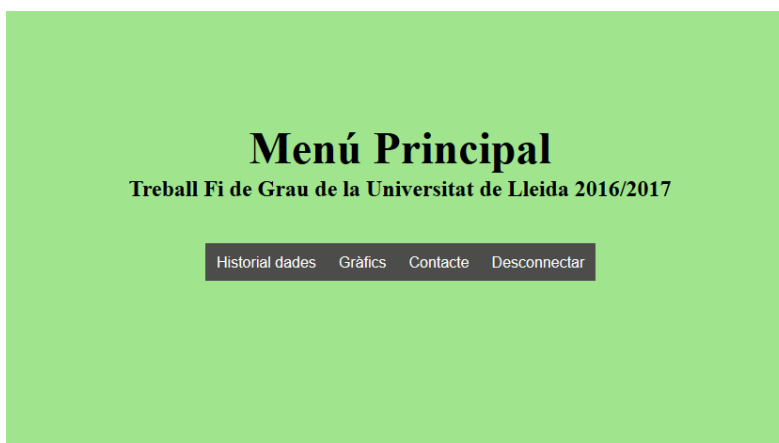 Menú Principal
Treball Fi de Grau de la Universitat de Lleida 2016/2017
Historial dades Gràfics Contacte Desconnectar